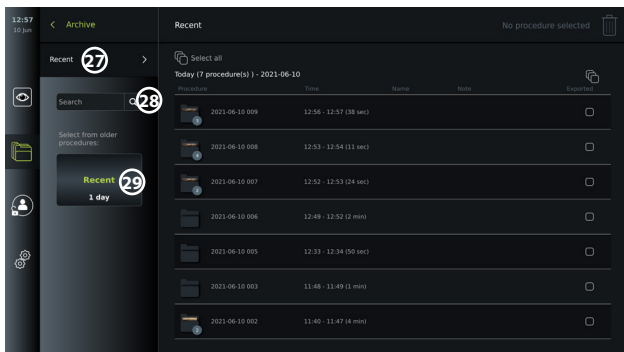 12:57
10 Jun
Archive
Recent
No procedure selected
Recent
27
Select all
Today (7 procedure(s) ) - 2021-06-10
Procedure
Time
Name
Note
Exported
Search
28
2021-06-10 009
12:56 - 12:57 (38 sec)
Select from older
procedures:
2021-06-10 008
12:53 - 12:54 (11 sec)
Recent
29
1 day
2021-06-10 007
12:52 - 12:53 (24 sec)
2021-06-10 006
12:49 - 12:52 (2 min)
2021-06-10 005
12:33 - 12:34 (50 sec)
2021-06-10 003
11:48 - 11:49 (1 min)
2021-06-10 002
11:40 - 11:47 (4 min)